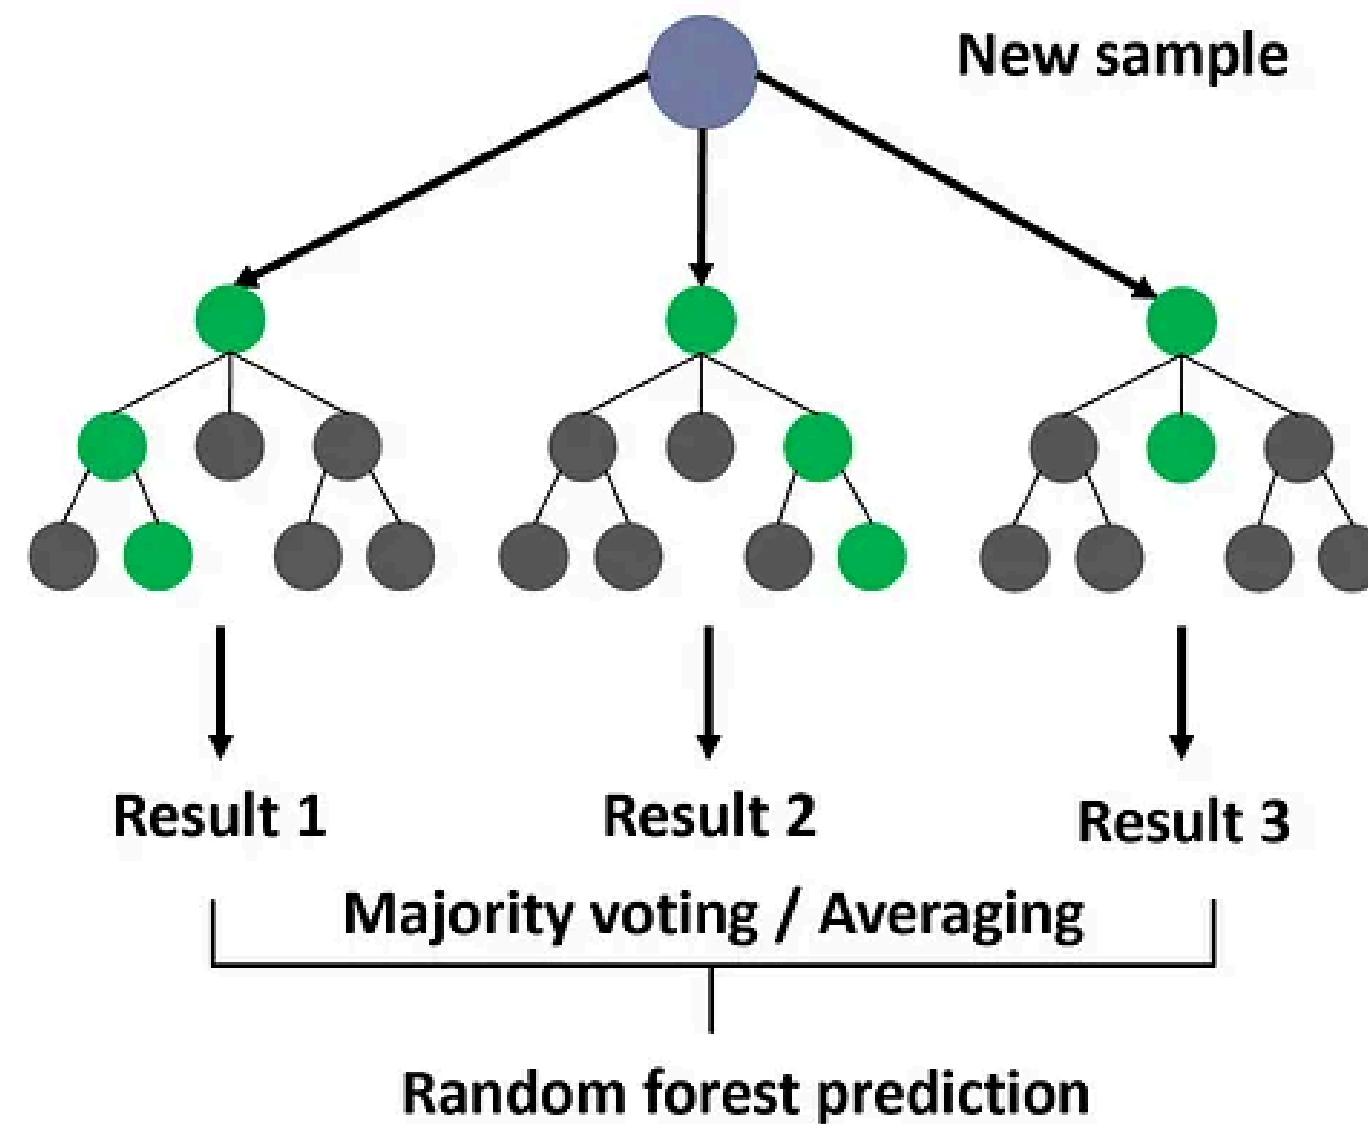 New sample
Result 1
Result 2
Result 3
Majority voting / Averaging
Random forest prediction